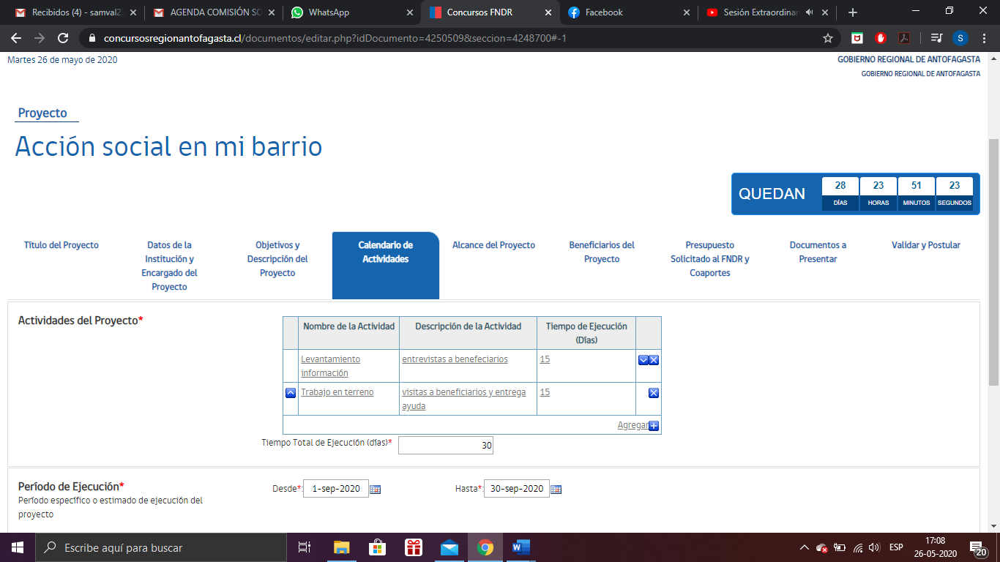 Recibidos (4) - samval2
AGENDA COMISIÓN SO
WhatsApp
Concursos FNDR
Facebook
Sesión Extraordinar
concursosregionantofagasta.cl/documentos/editar.php?idDocumento=4250509&seccion=4248700#-1
S
Martes 26 de mayo de 2020
GOBIERNO REGIONAL DE ANTOFAGASTA
GOBIERNO REGIONAL DE ANTOFAGASTA
Proyecto
Acción social en mi barrio
QUEDAN
28 23 51 23
DÍAS HORAS MINUTOS SEGUNDOS
Título del Proyecto
Datos de la
Institución y
Encargado del
Proyecto
Objetivos y
Descripción del
Proyecto
Calendario de
Actividades
Alcance del Proyecto
Beneficiarios del
Proyecto
Presupuesto
Solicitado al FNDR y
Coaportes
Documentos a
Presentar
Validar y Postular
Actividades del Proyecto*
Nombre de la Actividad
Descripción de la Actividad
Tiempo de Ejecución
(Días)
Levantamiento
información
entrevistas a benefeciarios
15
Trabajo en terreno
visitas a beneficiarios y entrega
ayuda
15
Agregar
Tiempo Total de Ejecución (días)* 30
Período de Ejecución*
Período específico o estimado de ejecución del
proyecto
Desde*: 1-sep-2020
Hasta*: 30-sep-2020
Escribe aquí para buscar
ESP
17:08
26-05-2020
20